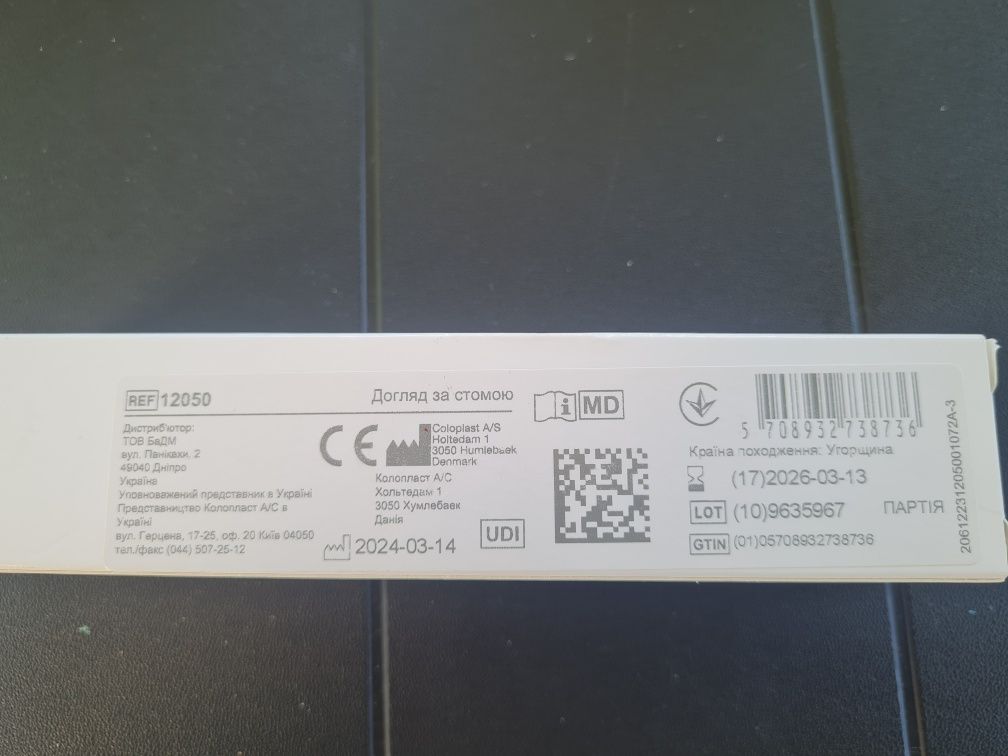 REF 12050
Догляд за стомою
Дистриб'ютор:
ТОВ БаДМ
вул. Панікахи, 2
49040 Дніпро
Україна
Уповноважений представник в Україні
Представництво Колопласт А/С в
Україні
вул. Герцена, 17-25, оф. 20 Київ 04050
тел./факс (044) 507-25-12
CE
Coloplast A/S
Holtedam 1
3050 Humlebaek
Denmark
Колопласт А/С
Хольтедам 1
3050 Хумлебаек
Данія
2024-03-14
UDI
i MD
5 708932 738736
Країна походження: Угорщина
(17)2026-03-13
LOT (10)9635967 ПАРТІЯ
GTIN (01)05708932738736
20612231205001072A-3